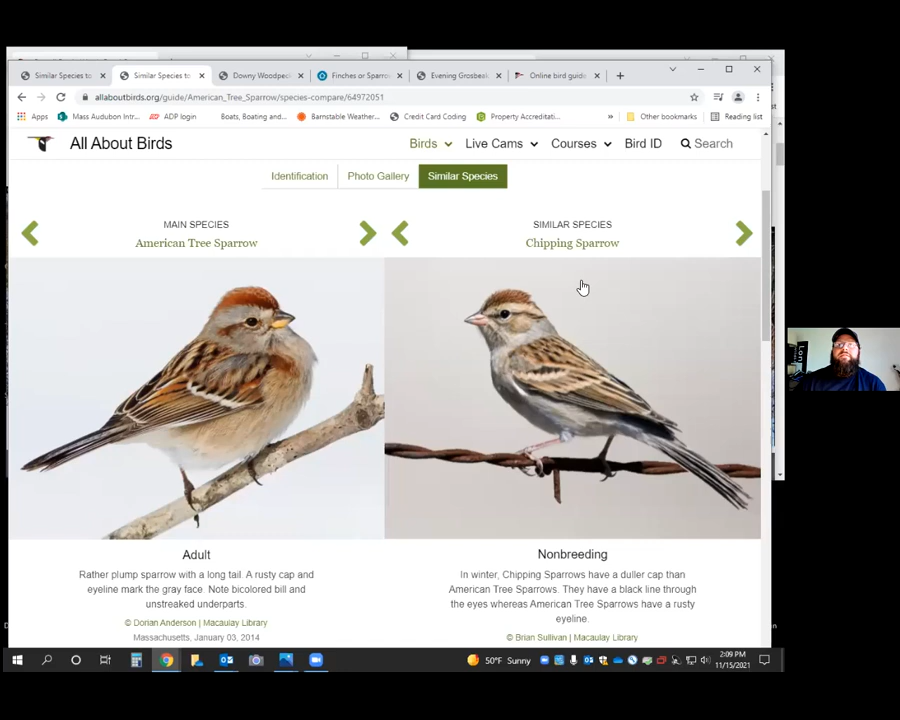 Similar Species to
Similar Species to
Downy Woodpec
Finches or Sparro
Evening Grosbeak
Online bird guide
allaboutbirds.org/guide/American_Tree_Sparrow/species-compare/64972051
Apps
Mass Audubon Intr...
ADP login
Boats, Boating and...
Barnstable Weather...
Credit Card Coding
Property Accreditati...
»
Other bookmarks
Reading list
All About Birds
Birds
Live Cams
Courses
Bird ID
Search
Identification
Photo Gallery
Similar Species
MAIN SPECIES
American Tree Sparrow
SIMILAR SPECIES
Chipping Sparrow
Adult
Rather plump sparrow with a long tail. A rusty cap and
eyeline mark the gray face. Note bicolored bill and
unstreaked underparts.
© Dorian Anderson | Macaulay Library
Massachusetts, January 03, 2014
Nonbreeding
In winter, Chipping Sparrows have a duller cap than
American Tree Sparrows. They have a black line through
the eyes whereas American Tree Sparrows have a rusty
eyeline.
© Brian Sullivan | Macaulay Library
50°F Sunny
2:09 PM
11/15/2021